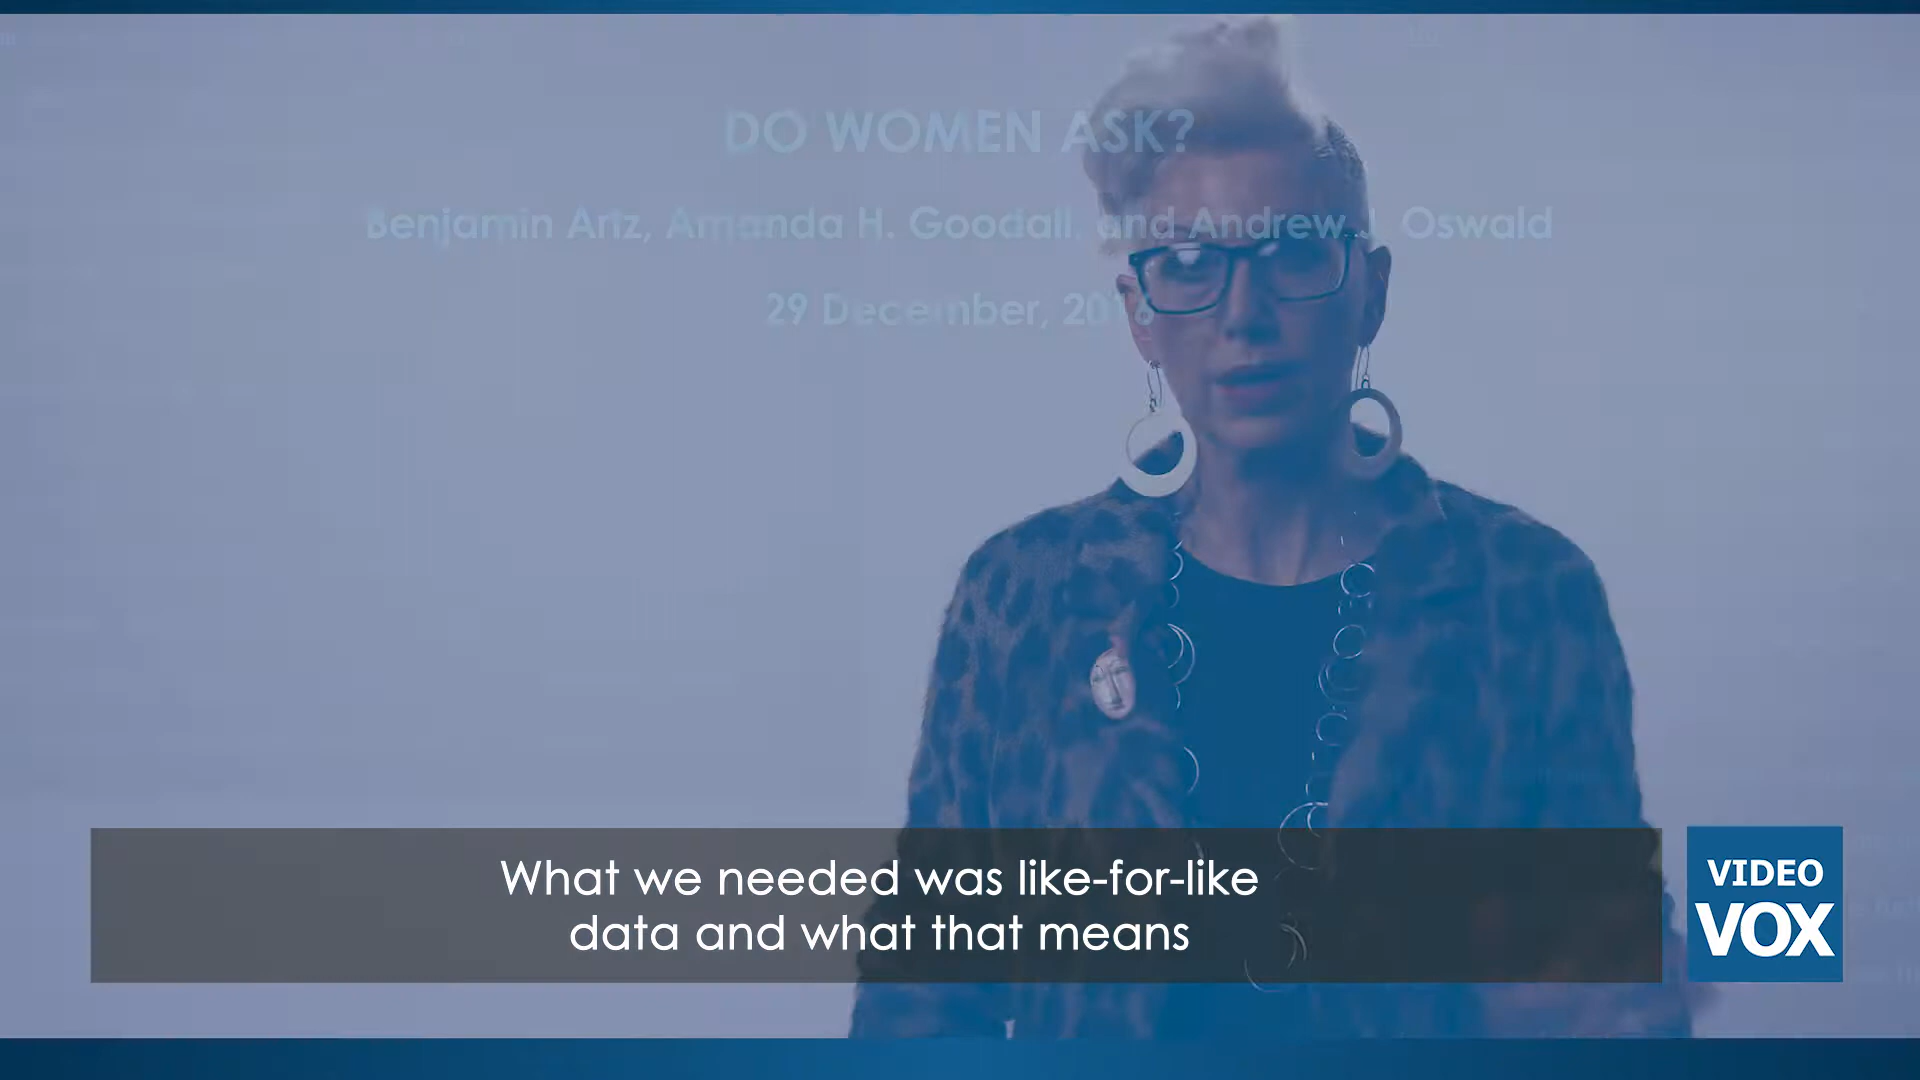 DO WOMEN ASK?
Benjamin Artz, Amanda H. Goodall, and Andrew J. Oswald
29 December, 2016
What we needed was like-for-like
data and what that means
VIDEO
VOX